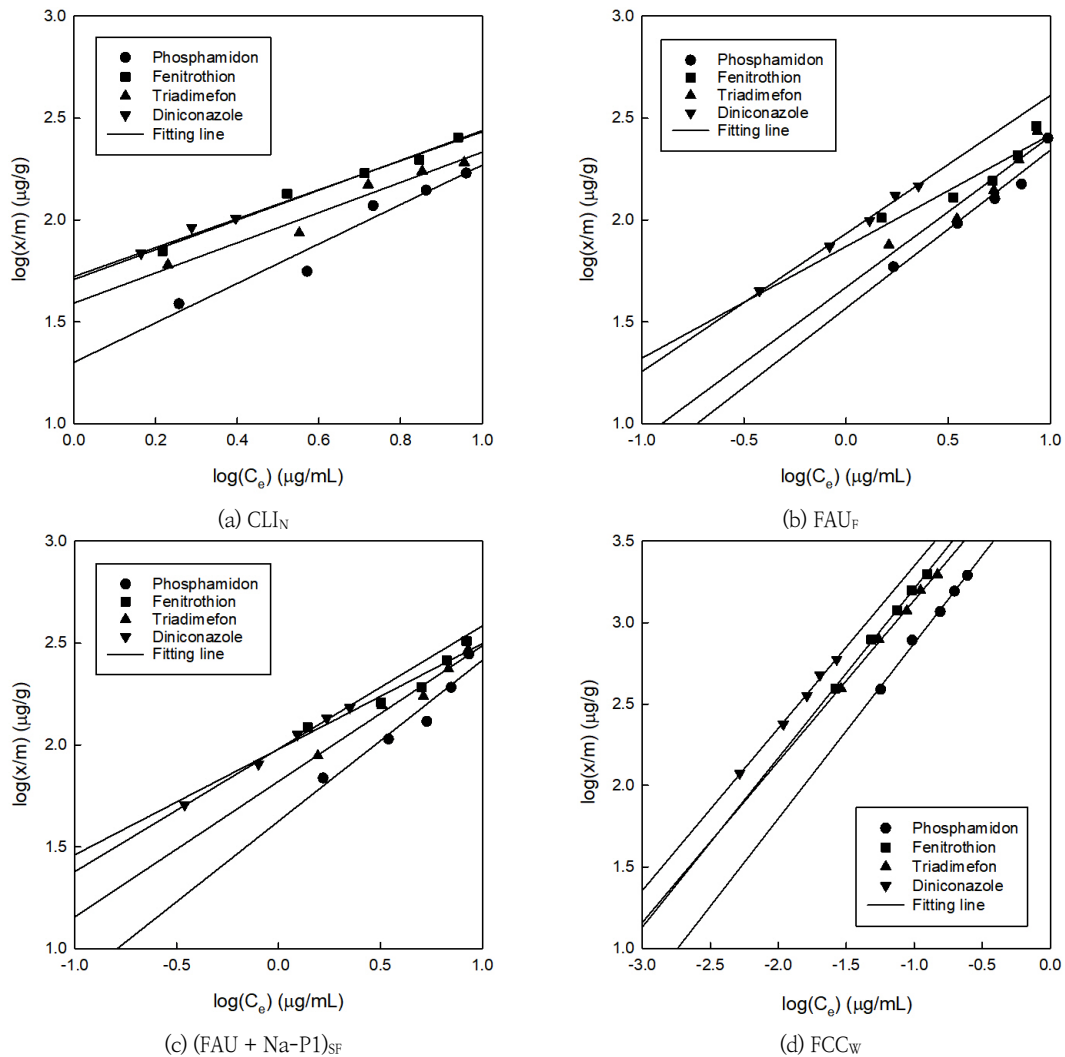 3.0
2.5
2.0
1.5
1.0
log(x/m) (μg/g)
Phosphamidon
Fenitrothion
Triadimefon
Diniconazole
Fitting line
0.0 0.2 0.4 0.6 0.8 1.0
log(Ce) (μg/mL)
(a) CLIN
3.0
2.5
2.0
1.5
1.0
log(x/m) (μg/g)
Phosphamidon
Fenitrothion
Triadimefon
Diniconazole
Fitting line
-1.0 -0.5 0.0 0.5 1.0
log(Ce) (μg/mL)
(b) FAUF
3.0
2.5
2.0
1.5
1.0
log(x/m) (μg/g)
Phosphamidon
Fenitrothion
Triadimefon
Diniconazole
Fitting line
-1.0 -0.5 0.0 0.5 1.0
log(Ce) (μg/mL)
(c) (FAU + Na-P1)SF
3.5
3.0
2.5
2.0
1.5
1.0
log(x/m) (μg/g)
Phosphamidon
Fenitrothion
Triadimefon
Diniconazole
Fitting line
-3.0 -2.5 -2.0 -1.5 -1.0 -0.5 0.0
log(Ce) (μg/mL)
(d) FCCW